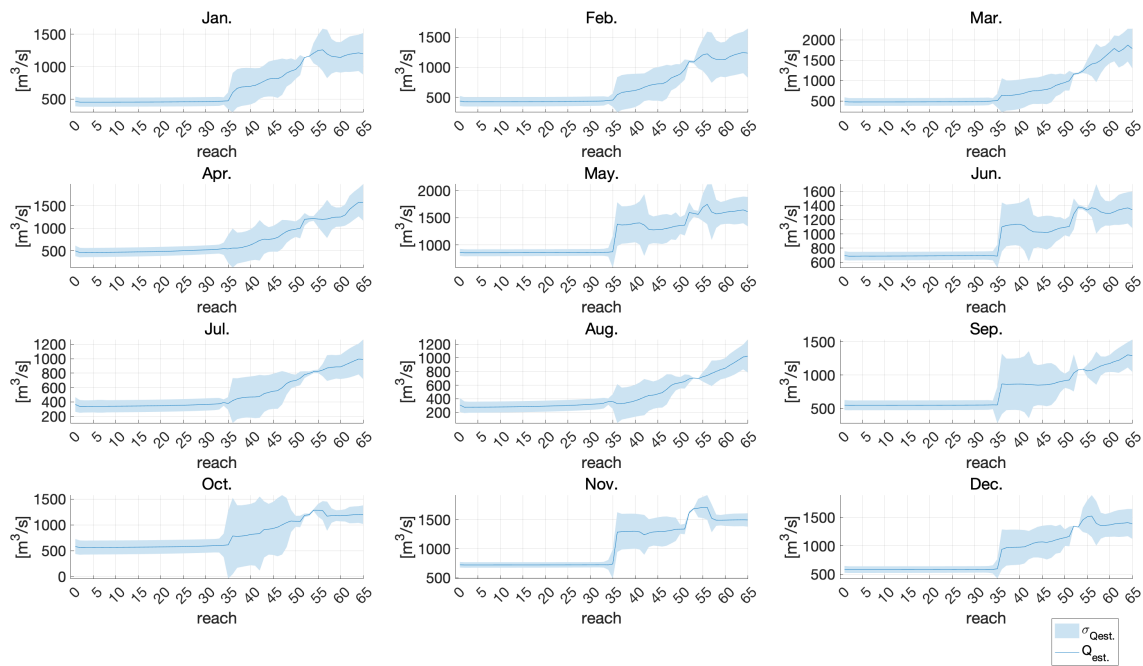 Jan. Feb. Mar.
1500 1500 2000
1000 1000 1500
500 500 1000
500
[m³/s] [m³/s] [m³/s]
0 5 10 15 20 25 30 35 40 45 50 55 60 65 0 5 10 15 20 25 30 35 40 45 50 55 60 65 0 5 10 15 20 25 30 35 40 45 50 55 60 65
reach reach reach
Apr. May. Jun.
1500 2000 1600
1000 1000 1400
500 1200
1000
800
600
[m³/s] [m³/s] [m³/s]
0 5 10 15 20 25 30 35 40 45 50 55 60 65 0 5 10 15 20 25 30 35 40 45 50 55 60 65 0 5 10 15 20 25 30 35 40 45 50 55 60 65
reach reach reach
Jul. Aug. Sep.
1200 1200 1500
1000 1000 1000
800 800 500
600 600
400 400
200 200
[m³/s] [m³/s] [m³/s]
0 5 10 15 20 25 30 35 40 45 50 55 60 65 0 5 10 15 20 25 30 35 40 45 50 55 60 65 0 5 10 15 20 25 30 35 40 45 50 55 60 65
reach reach reach
Oct. Nov. Dec.
1500 1500 1500
1000 1000 1000
500 500 500
0
[m³/s] [m³/s] [m³/s]
0 5 10 15 20 25 30 35 40 45 50 55 60 65 0 5 10 15 20 25 30 35 40 45 50 55 60 65 0 5 10 15 20 25 30 35 40 45 50 55 60 65
reach reach reach
σ Qest.
Q est.